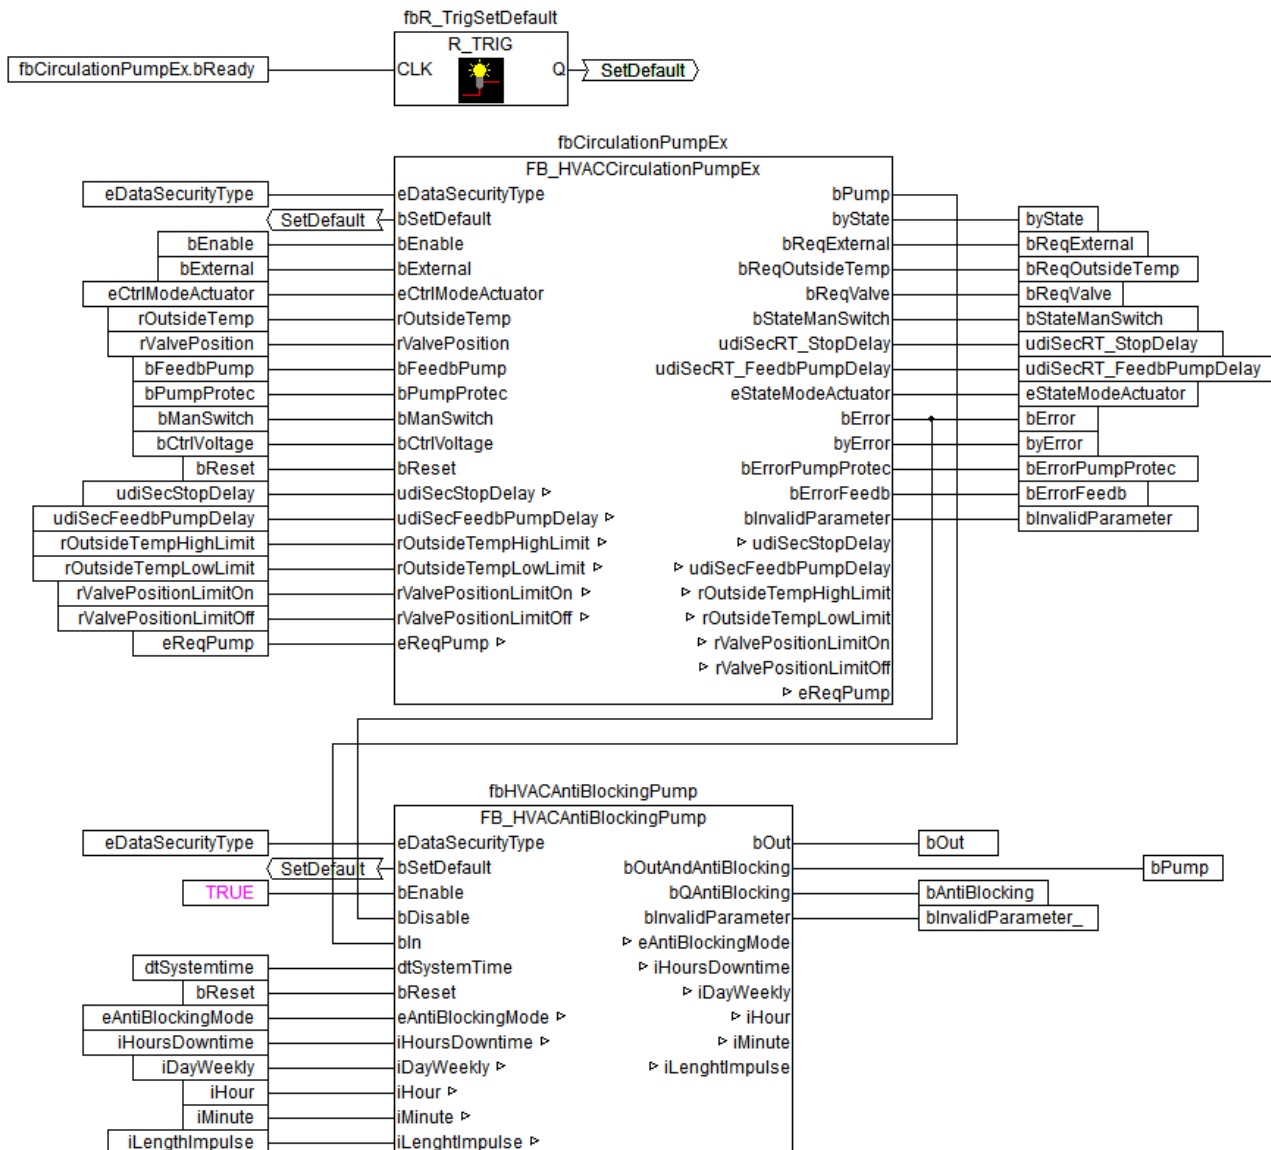 fbR_TrigSetDefault
R_TRIG
fbCirculationPumpEx.bReady CLK Q SetDefault
fbCirculationPumpEx
FB_HVACCirculationPumpEx
eDataSecurityType eDataSecurityType bPump
SetDefault bSetDefault byState byState
bEnable bEnable bReqExternal bReqExternal
bExternal bExternal bReqOutsideTemp bReqOutsideTemp
eCtrlModeActuator eCtrlModeActuator bReqValve bReqValve
rOutsideTemp rOutsideTemp bStateManSwitch bStateManSwitch
rValvePosition rValvePosition udiSecRT_StopDelay udiSecRT_StopDelay
bFeedbPump bFeedbPump udiSecRT_FeedbPumpDelay udiSecRT_FeedbPumpDelay
bPumpProtec bPumpProtec eStateModeActuator eStateModeActuator
bManSwitch bManSwitch bError bError
bCtrlVoltage bCtrlVoltage byError byError
bReset bReset bErrorPumpProtec bErrorPumpProtec
udiSecStopDelay udiSecStopDelay bErrorFeedb bErrorFeedb
udiSecFeedbPumpDelay udiSecFeedbPumpDelay bInvalidParameter bInvalidParameter
rOutsideTempHighLimit rOutsideTempHighLimit udiSecStopDelay
rOutsideTempLowLimit rOutsideTempLowLimit udiSecFeedbPumpDelay
rValvePositionLimitOn rValvePositionLimitOn rOutsideTempHighLimit
rValvePositionLimitOff rValvePositionLimitOff rOutsideTempLowLimit
eReqPump eReqPump rValvePositionLimitOn
rValvePositionLimitOff
eReqPump
fbHVACAntiBlockingPump
FB_HVACAntiBlockingPump
eDataSecurityType eDataSecurityType bOut bOut
SetDefault bSetDefault bOutAndAntiBlocking bPump
TRUE bEnable bQAntiBlocking bAntiBlocking
bDisable bInvalidParameter bInvalidParameter_
bIn eAntiBlockingMode
dtSystemtime dtSystemTime iHoursDowntime
bReset bReset iDayWeekly
eAntiBlockingMode eAntiBlockingMode iHour
iHoursDowntime iHoursDowntime iMinute
iDayWeekly iDayWeekly iLenghtImpulse
iHour iHour
iMinute iMinute
iLengthImpulse iLenghtImpulse